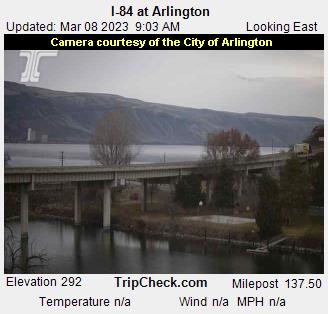 I-84 at Arlington
Updated: Mar 08 2023 9:03 AM Looking East
Camera courtesy of the City of Arlington
Elevation 292 TripCheck.com Milepost 137.50
Temperature n/a Wind n/a MPH n/a